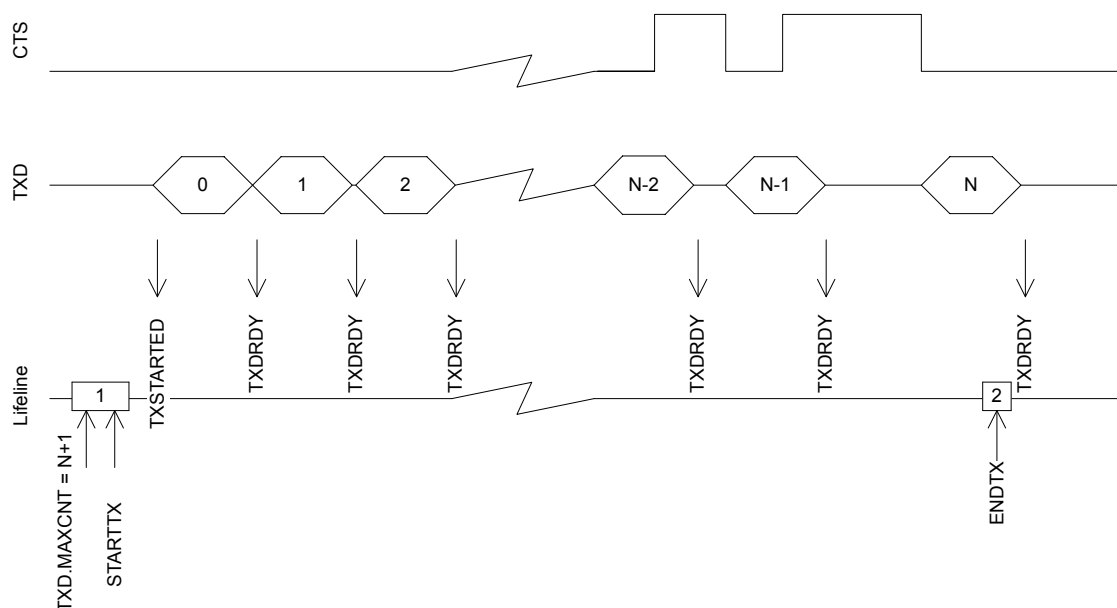 CTS
TXD
0
1
2
N-2
N-1
N
TXSTARTED
TXDRDY
TXDRDY
TXDRDY
TXDRDY
TXDRDY
TXDRDY
Lifeline
1
2
TXD.MAXCNT = N+1
STARTTX
ENDTX